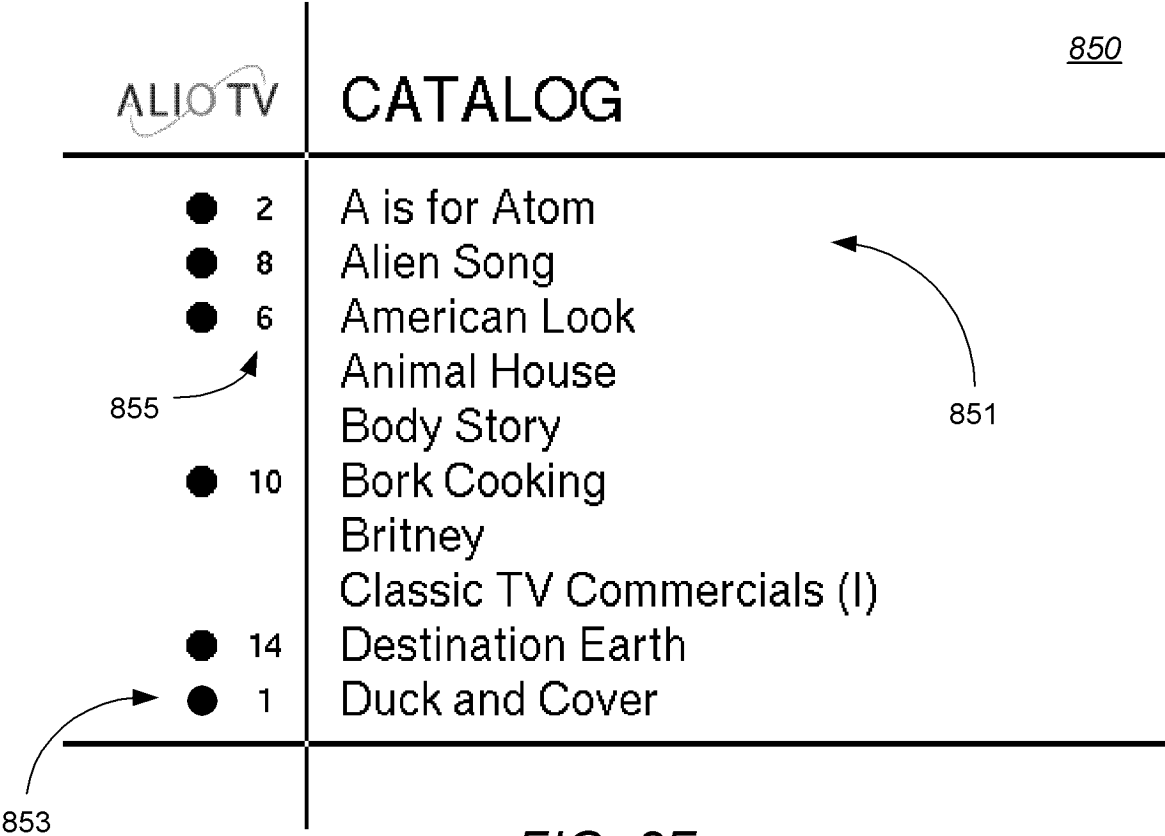 850
ALIO TV CATALOG
2 A is for Atom
8 Alien Song
6 American Look
Animal House
855
851
Body Story
10 Bork Cooking
Britney
Classic TV Commercials (I)
14 Destination Earth
1 Duck and Cover
853